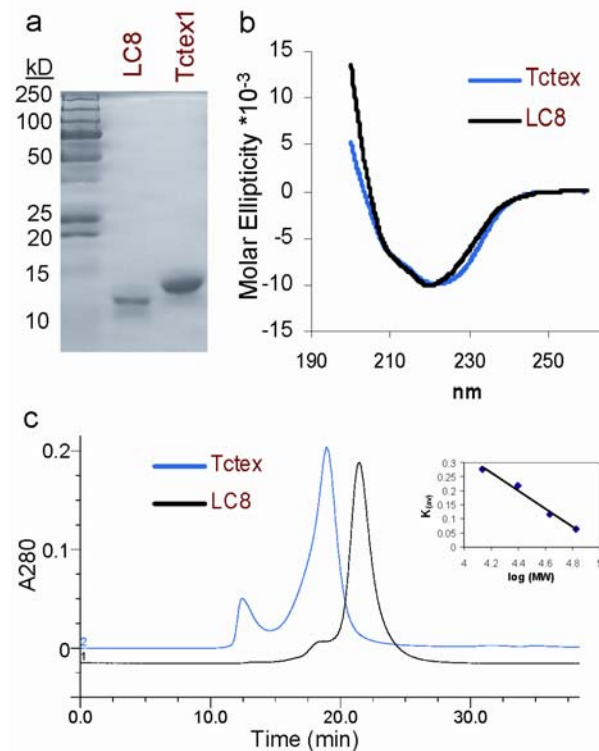 a
kD
LC8
Tctex1
250
100
50
25
20
15
10
b
Molar Ellipticity *10-3
15
10
5
0
-5
-10
-15
190
210
230
250
nm
Tctex
LC8
c
A280
0.2
0.1
0
2
1
Tctex
LC8
0.0
10.0
20.0
30.0
Time (min)
K(av)
0.3
0.25
0.2
0.15
0.1
0.05
0
4
4.2
4.4
4.6
4.8
5
log (MW)